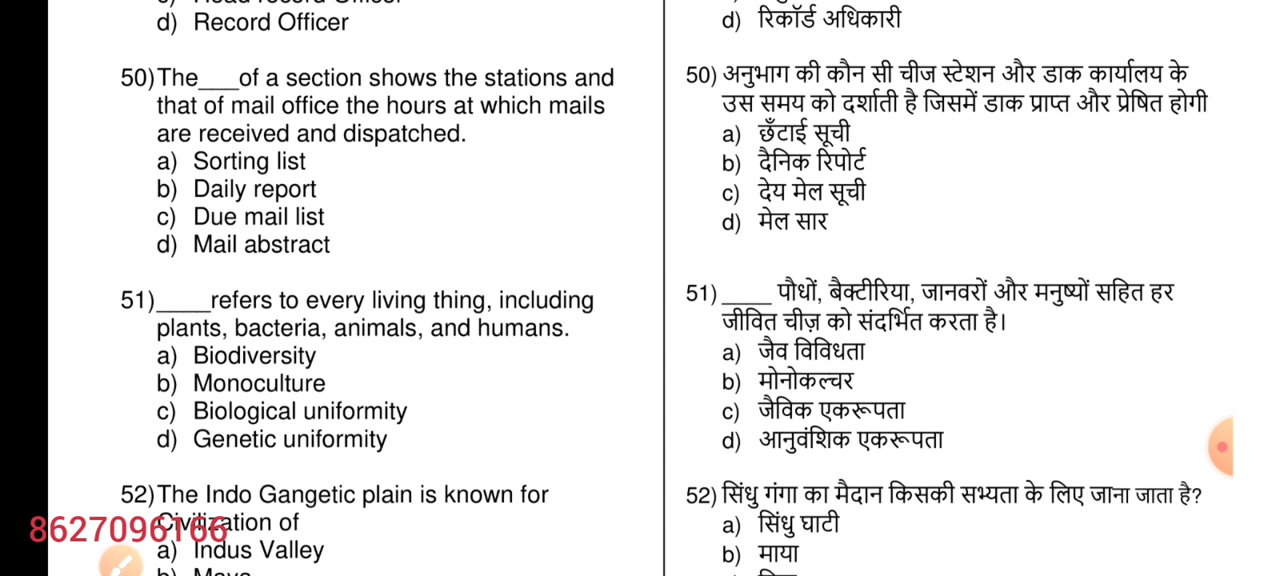 d) Record Officer
50)The___of a section shows the stations and
that of mail office the hours at which mails
are received and dispatched.
a) Sorting list
b) Daily report
c) Due mail list
d) Mail abstract
51)____refers to every living thing, including
plants, bacteria, animals, and humans.
a) Biodiversity
b) Monoculture
c) Biological uniformity
d) Genetic uniformity
52)The Indo Gangetic plain is known for
Civilization of
8627096166
a) Indus Valley
d) रिकॉर्ड अधिकारी
50) अनुभाग की कौन सी चीज स्टेशन और डाक कार्यालय के
उस समय को दर्शाती है जिसमें डाक प्राप्त और प्रेषित होगी
a) छँटाई सूची
b) दैनिक रिपोर्ट
c) देय मेल सूची
d) मेल सार
51)____ पौधों, बैक्टीरिया, जानवरों और मनुष्यों सहित हर
जीवित चीज़ को संदर्भित करता है।
a) जैव विविधता
b) मोनोकल्चर
c) जैविक एकरूपता
d) आनुवंशिक एकरूपता
52) सिंधु गंगा का मैदान किसकी सभ्यता के लिए जाना जाता है?
a) सिंधु घाटी
b) माया